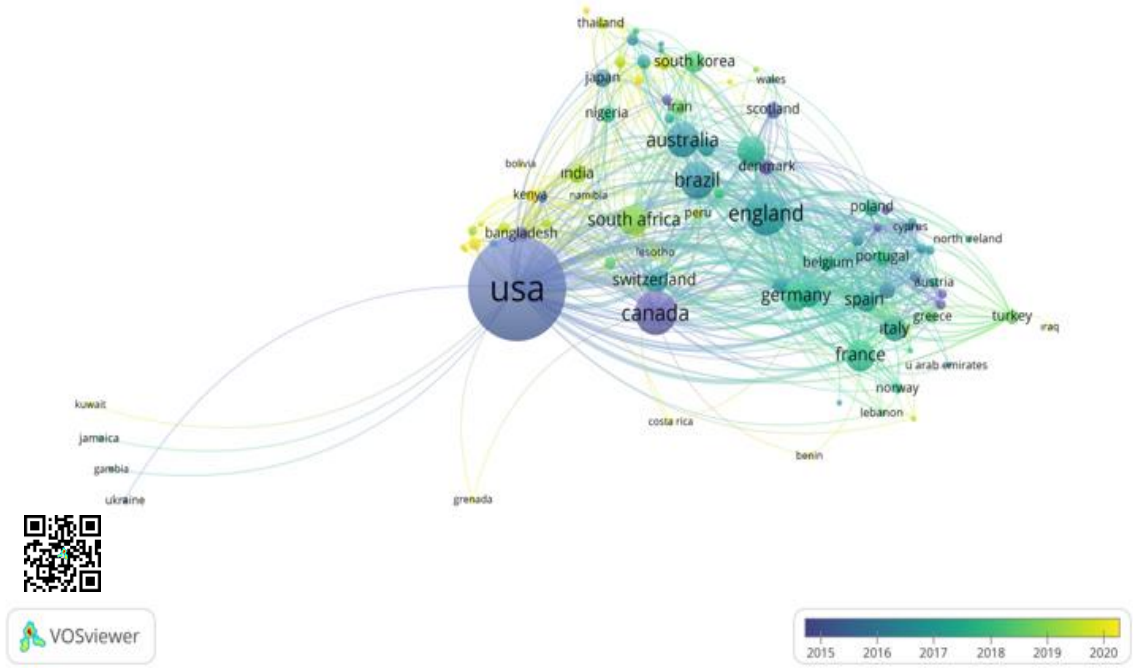 thailand
south korea
japan
wales
iran
scotland
nigeria
australia
denmark
bolivia
india
brazil
kenya
namibia
south africa
peru
england
poland
bangladesh
cyprus
north ireland
lesotho
belgium
portugal
switzerland
austria
usa
germany
spain
canada
greece
turkey
italy
iraq
france
u arab emirates
norway
kuwait
lebanon
costa rica
jamaica
benin
gambia
ukraine
grenada
VOSviewer
2015 2016 2017 2018 2019 2020